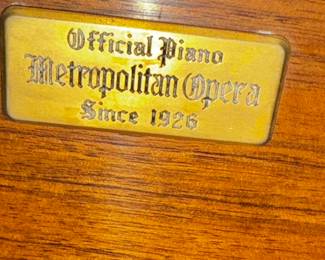 Official Piano
Metropolitan Opera
Since 1926